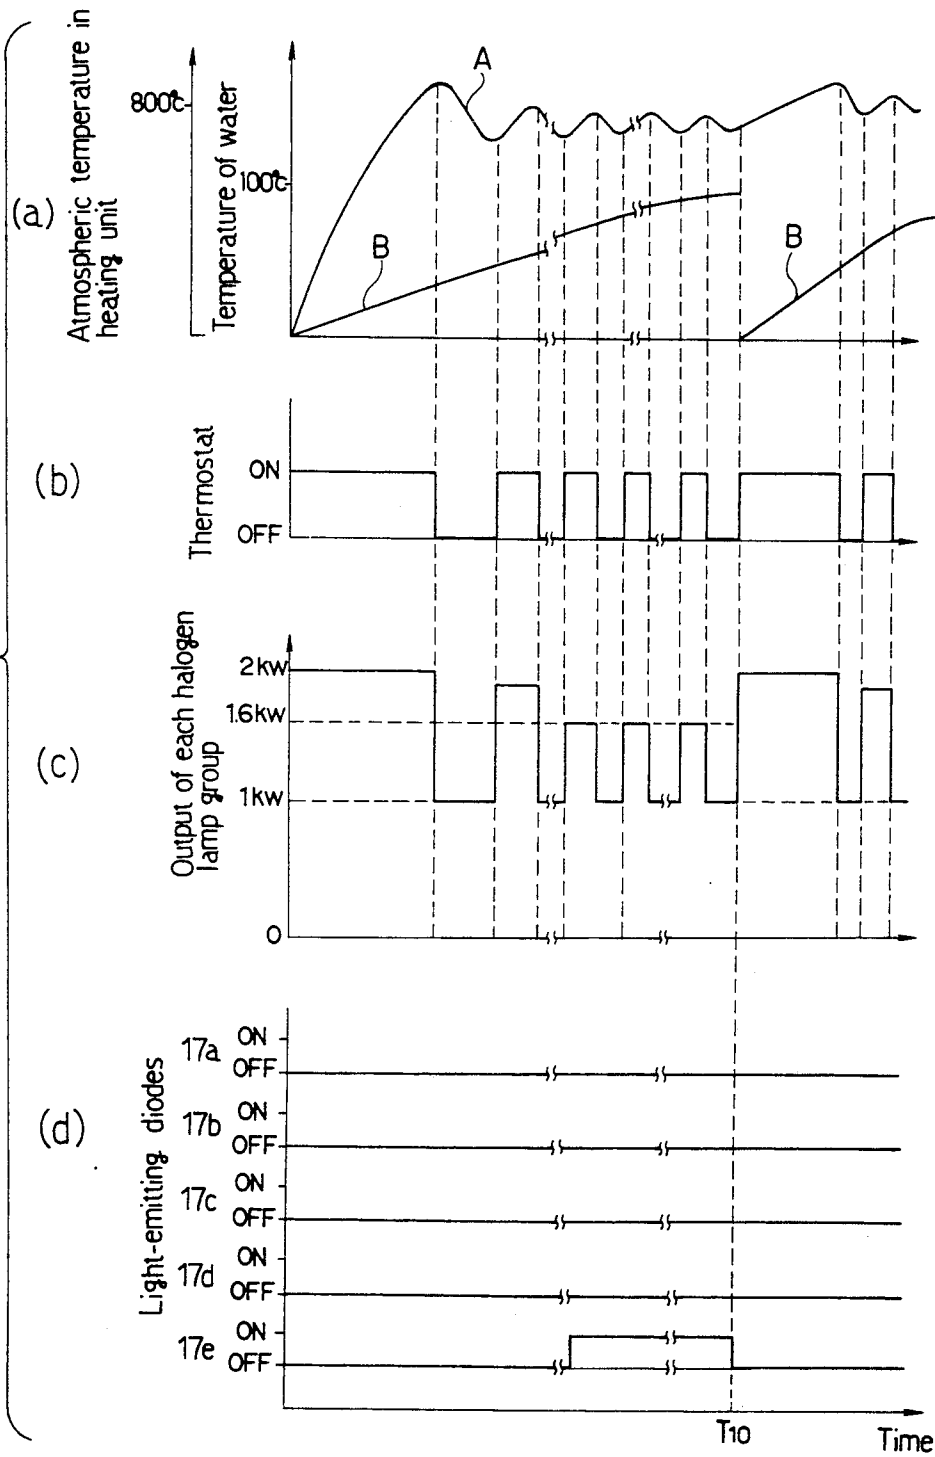 (a)
Atmospheric temperature in
heating unit
800°C
Temperature of water
100°C
A
B
B
(b)
Thermostat
ON
OFF
(c)
Output of each halogen
lamp group
2kw
1.6kw
1kw
0
(d)
Light-emitting diodes
17a ON
OFF
17b ON
OFF
17c ON
OFF
17d ON
OFF
17e ON
OFF
T10
Time